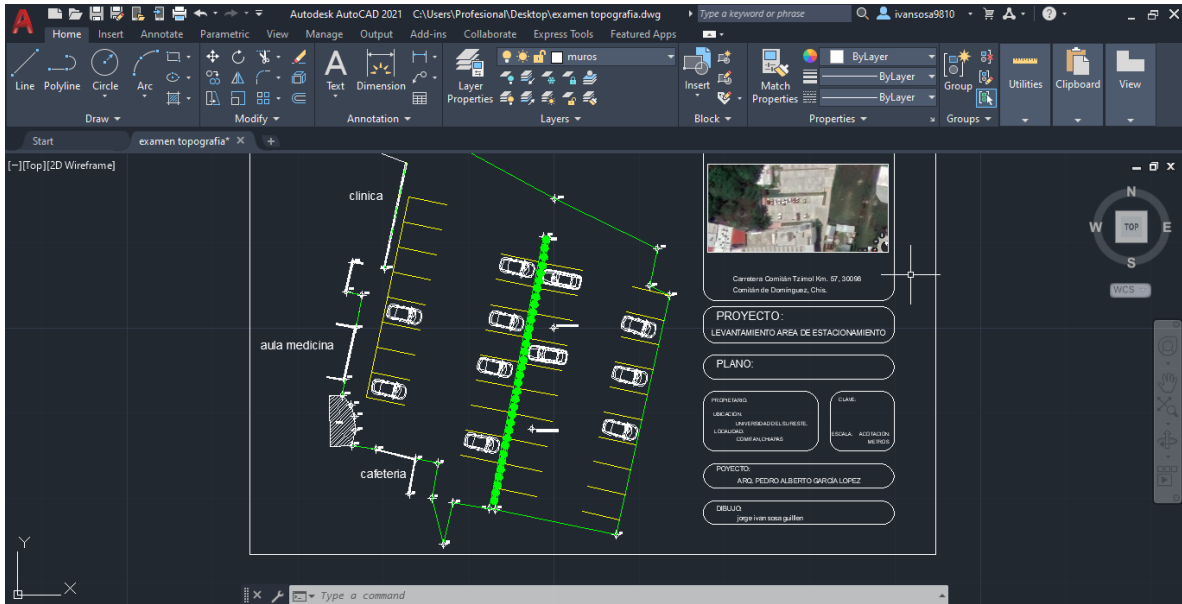 Autodesk AutoCAD 2021 C:\Users\Profesional\Desktop\examen topografia.dwg
Type a keyword or phrase
ivansosa9810
Home Insert Annotate Parametric View Manage Output Add-ins Collaborate Express Tools Featured Apps
Line Polyline Circle Arc
Text Dimension
Layer Properties
muros
Insert
Match Properties
ByLayer
ByLayer
ByLayer
Group
Utilities Clipboard View
Draw Modify Annotation Layers Block Properties Groups
Start examen topografia*
[−][Top][2D Wireframe]
clinica
aula medicina
cafeteria
Carretera Comitán Tzimol Km. 57, 30096
Comitán de Domínguez, Chis.
PROYECTO:
LEVANTAMIENTO AREA DE ESTACIONAMIENTO
PLANO:
PROPIETARIO:
UBICACION:
UNIVERSIDAD DEL SURESTE.
LOCALIDAD:
COMITAN,CHIAPAS
CLAVE:
ESCALA: ACOTACION:
METROS
POYECTO:
ARQ. PEDRO ALBERTO GARCÍA LOPEZ
DIBUJO:
jorge ivan sosa guillen
N
W TOP E
S
WCS
Y
X
Type a command